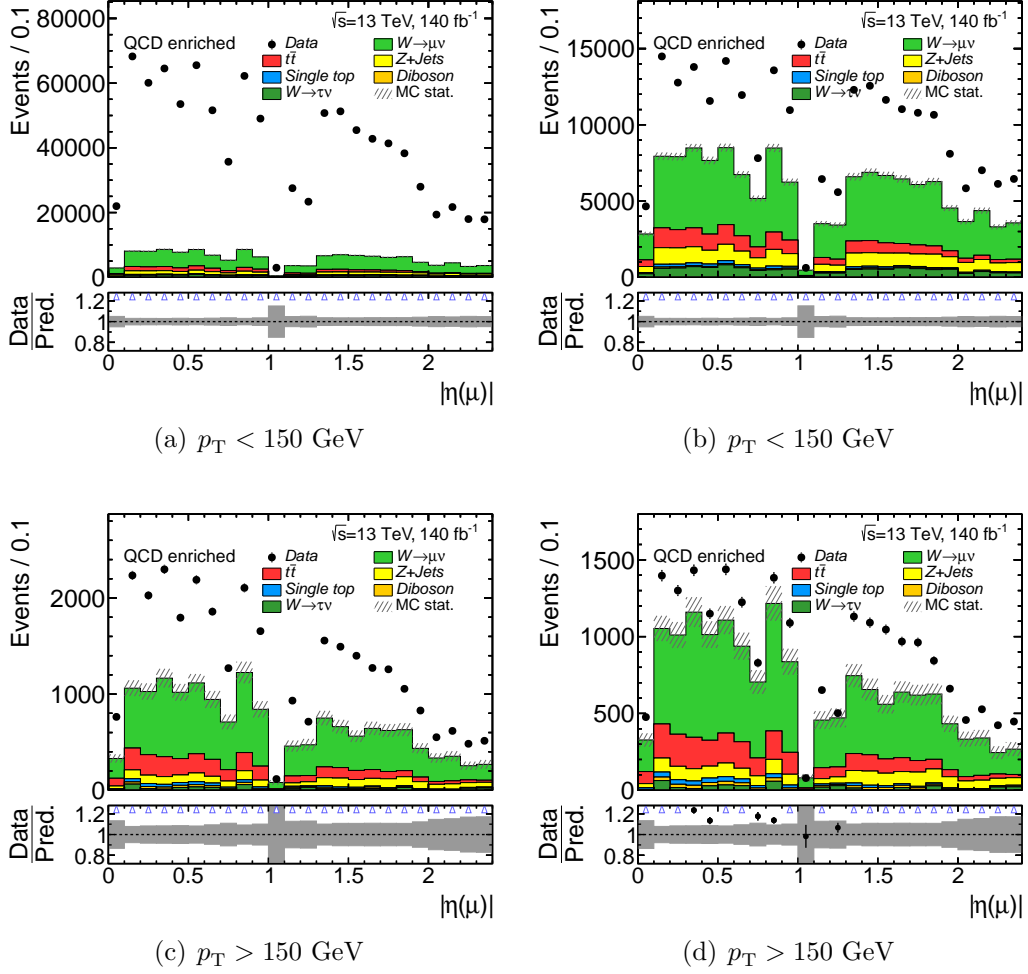 √s=13 TeV, 140 fb⁻¹
QCD enriched
Data
W→μν
tt̄
Z+Jets
Single top
Diboson
W→τν
MC stat.
Events / 0.1
80000
60000
40000
20000
0
Data
Pred.
1.2
1
0.8
0 0.5 1 1.5 2
|η(μ)|
(a) pT < 150 GeV
√s=13 TeV, 140 fb⁻¹
QCD enriched
Data
W→μν
tt̄
Z+Jets
Single top
Diboson
W→τν
MC stat.
Events / 0.1
15000
10000
5000
0
Data
Pred.
1.2
1
0.8
0 0.5 1 1.5 2
|η(μ)|
(b) pT < 150 GeV
√s=13 TeV, 140 fb⁻¹
QCD enriched
Data
W→μν
tt̄
Z+Jets
Single top
Diboson
W→τν
MC stat.
Events / 0.1
2000
1000
0
Data
Pred.
1.2
1
0.8
0 0.5 1 1.5 2
|η(μ)|
(c) pT > 150 GeV
√s=13 TeV, 140 fb⁻¹
QCD enriched
Data
W→μν
tt̄
Z+Jets
Single top
Diboson
W→τν
MC stat.
Events / 0.1
1500
1000
500
0
Data
Pred.
1.2
1
0.8
0 0.5 1 1.5 2
|η(μ)|
(d) pT > 150 GeV